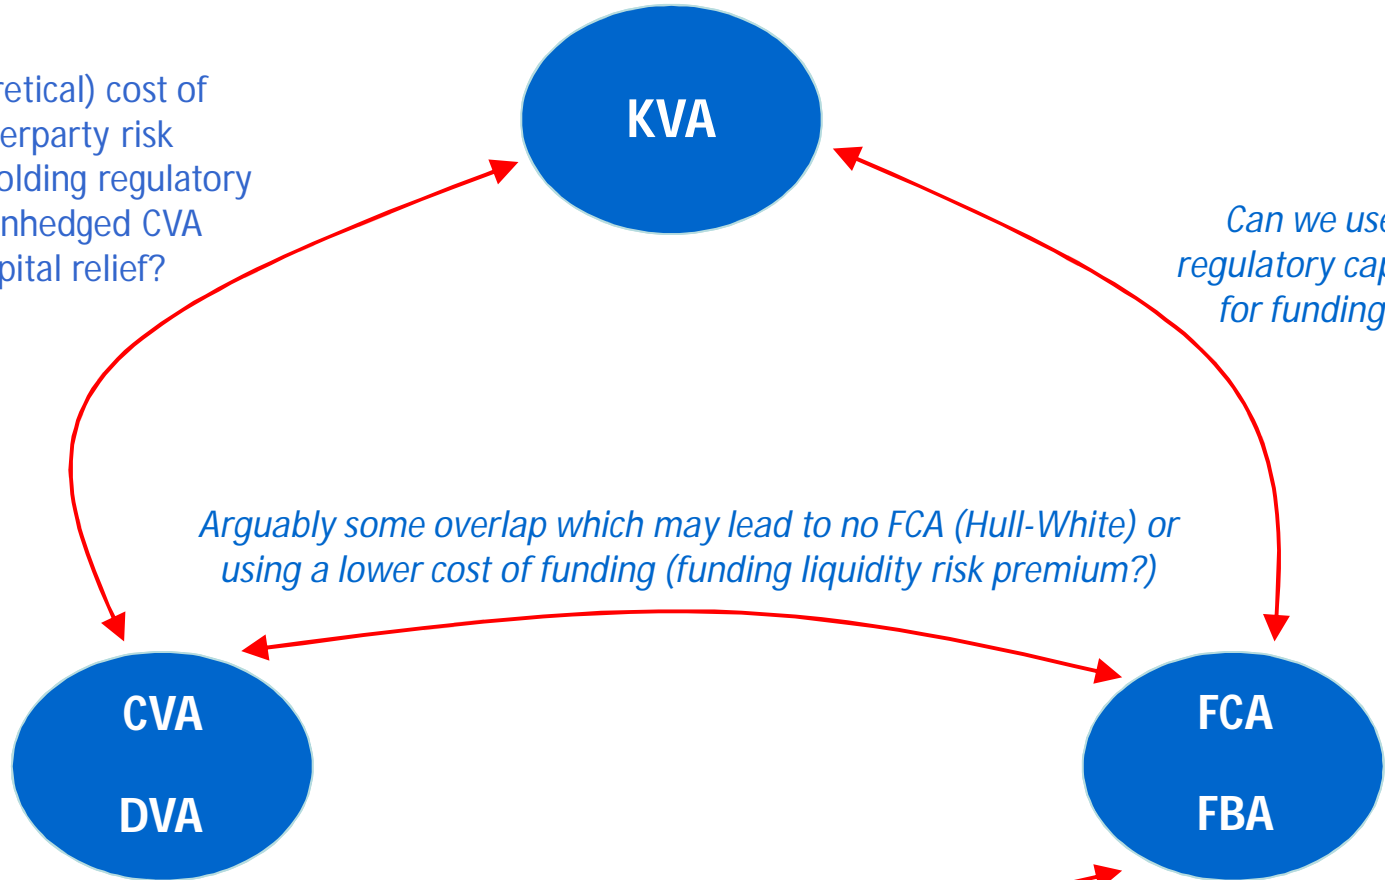 KVA
retical) cost of
erparty risk
olding regulatory
nhedged CVA
pital relief?
Can we use
regulatory cap
for funding
Arguably some overlap which may lead to no FCA (Hull-White) or
using a lower cost of funding (funding liquidity risk premium?)
CVA
DVA
FCA
FBA